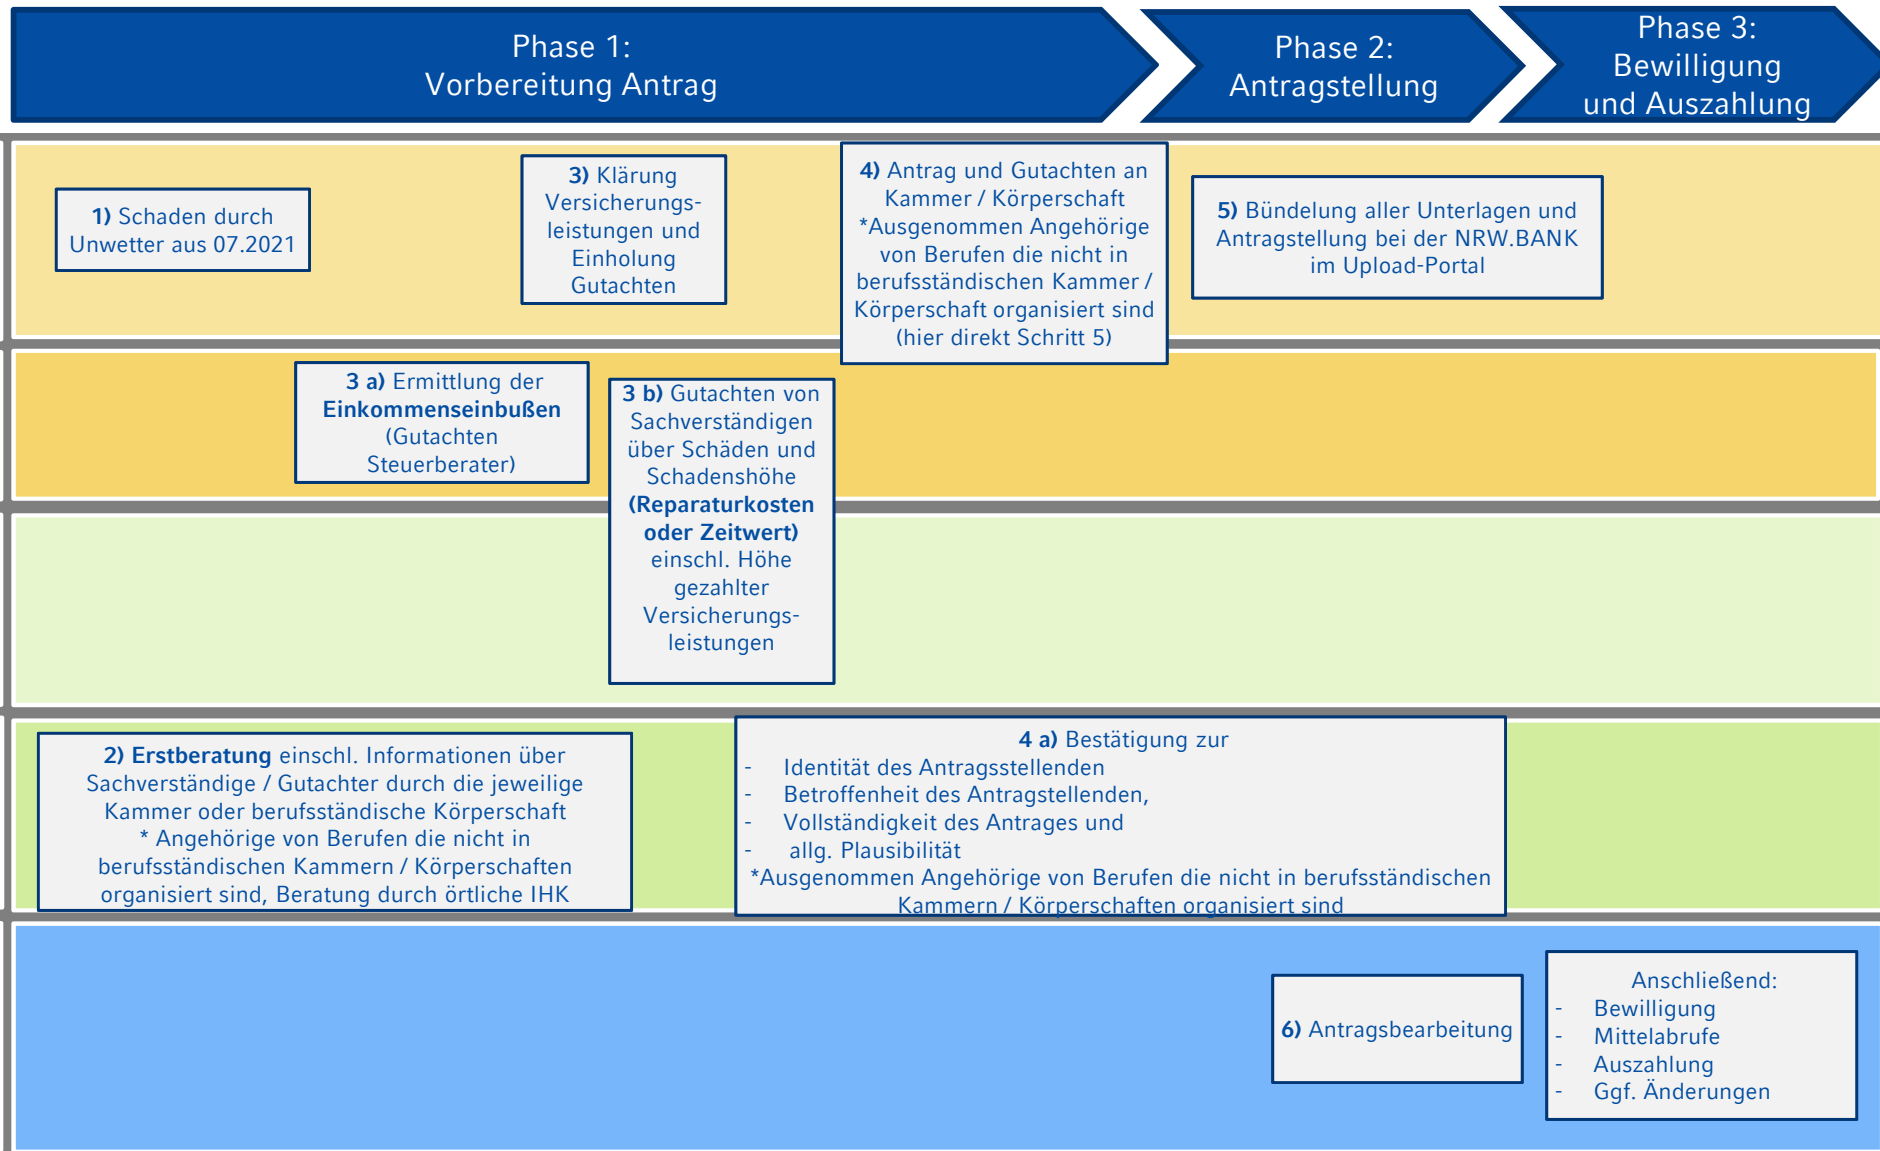 Phase 1:
Vorbereitung Antrag
Phase 2:
Antragstellung
Phase 3:
Bewilligung
und Auszahlung
1) Schaden durch
Unwetter aus 07.2021
3) Klärung
Versicherungs-
leistungen und
Einholung
Gutachten
4) Antrag und Gutachten an
Kammer / Körperschaft
*Ausgenommen Angehörige
von Berufen die nicht in
berufsständischen Kammer /
Körperschaft organisiert sind
(hier direkt Schritt 5)
5) Bündelung aller Unterlagen und
Antragstellung bei der NRW.BANK
im Upload-Portal
3 a) Ermittlung der
Einkommenseinbußen
(Gutachten
Steuerberater)
3 b) Gutachten von
Sachverständigen
über Schäden und
Schadenshöhe
(Reparaturkosten
oder Zeitwert)
einschl. Höhe
gezahlter
Versicherungs-
leistungen
2) Erstberatung einschl. Informationen über
Sachverständige / Gutachter durch die jeweilige
Kammer oder berufsständische Körperschaft
* Angehörige von Berufen die nicht in
berufsständischen Kammern / Körperschaften
organisiert sind, Beratung durch örtliche IHK
4 a) Bestätigung zur
- Identität des Antragsstellenden
- Betroffenheit des Antragstellenden,
- Vollständigkeit des Antrages und
- allg. Plausibilität
*Ausgenommen Angehörige von Berufen die nicht in berufsständischen
Kammern / Körperschaften organisiert sind
6) Antragsbearbeitung
Anschließend:
- Bewilligung
- Mittelabrufe
- Auszahlung
- Ggf. Änderungen